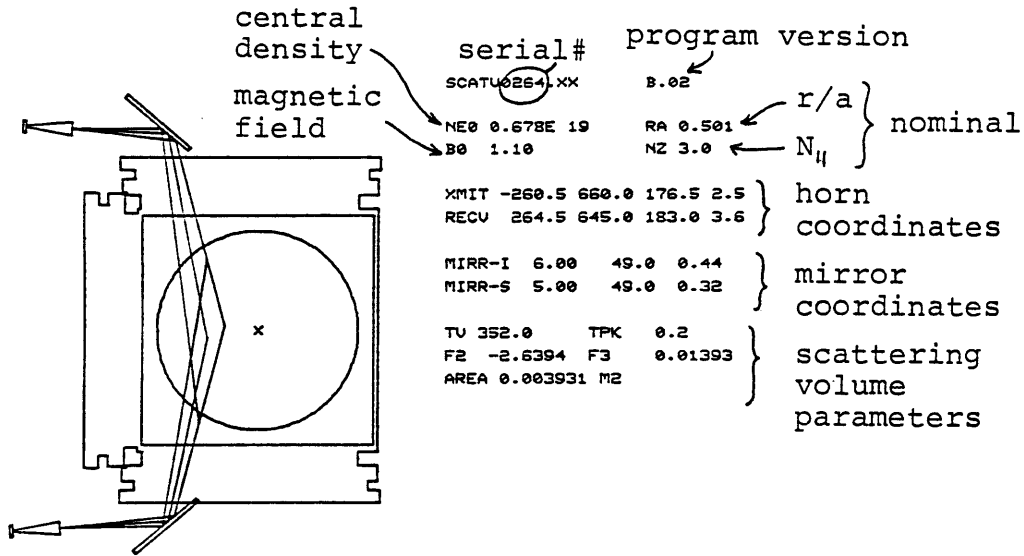 central
density
serial#
program version
SCATV0264.XX B.02
magnetic
field
r/a
nominal
NE0 0.678E 19 RA 0.501
B0 1.10 NZ 3.0
N॥
XMIT -260.5 660.0 176.5 2.5
RECV 264.5 645.0 183.0 3.6
horn
coordinates
MIRR-I 6.00 49.0 0.44
MIRR-S 5.00 49.0 0.32
mirror
coordinates
TV 352.0 TPK 0.2
F2 -2.6394 F3 0.01393
AREA 0.003931 M2
scattering
volume
parameters
x